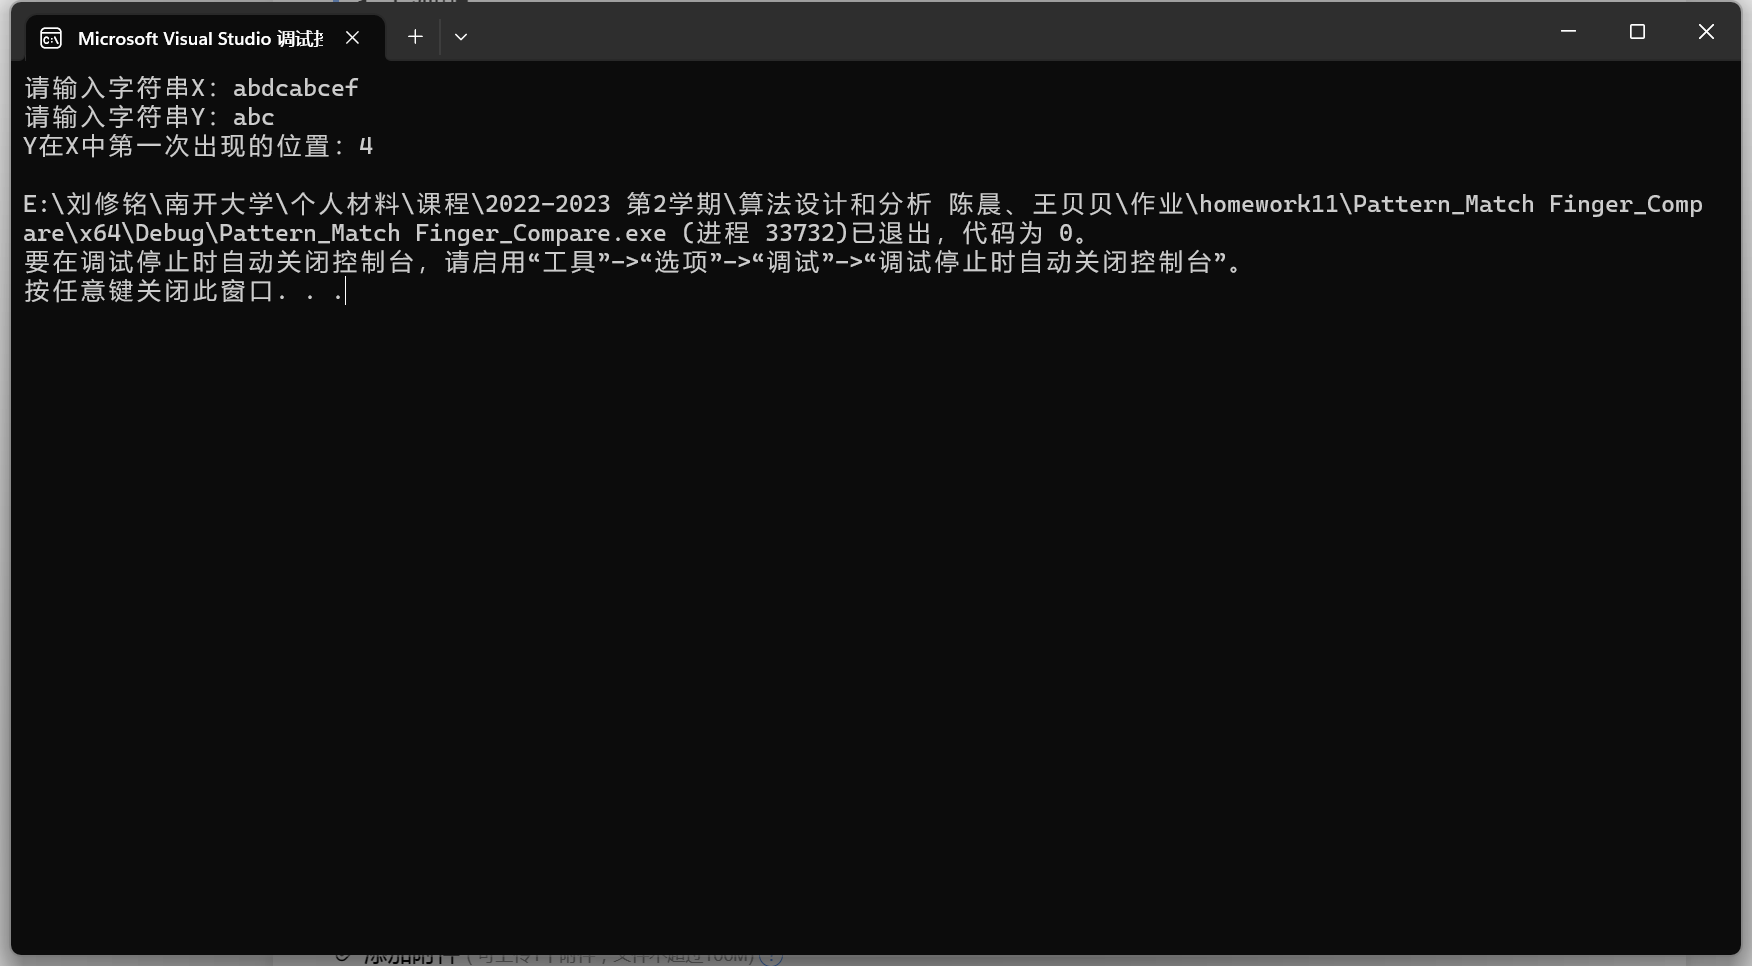 Microsoft Visual Studio 调试控
请输入字符串X: abdcabcef
请输入字符串Y: abc
Y在X中第一次出现的位置: 4
E:\刘修铭\南开大学\个人材料\课程\2022-2023 第2学期\算法设计和分析 陈晨、王贝贝\作业\homework11\Pattern_Match Finger_Comp
are\x64\Debug\Pattern_Match Finger_Compare.exe (进程 33732)已退出，代码为 0。
要在调试停止时自动关闭控制台，请启用“工具”->“选项”->“调试”->“调试停止时自动关闭控制台”。
按任意键关闭此窗口. . .